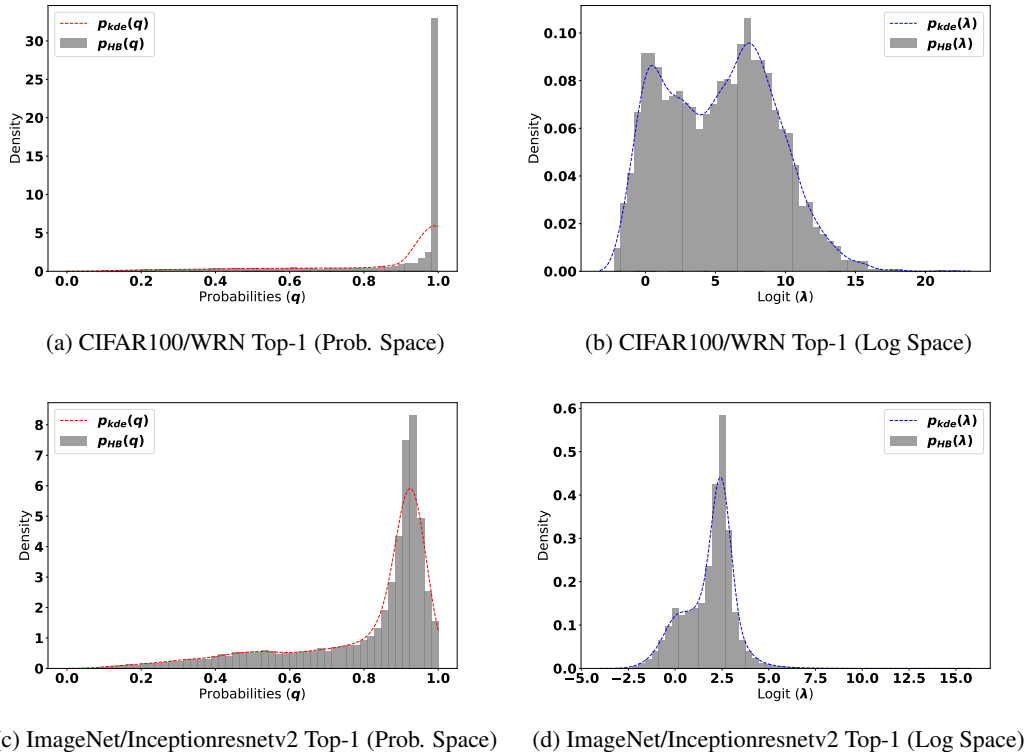 p_kde(q)
p_HB(q)
30
25
20
15
10
5
0
Density
0.0 0.2 0.4 0.6 0.8 1.0
Probabilities (q)
(a) CIFAR100/WRN Top-1 (Prob. Space)
p_kde(λ)
p_HB(λ)
0.10
0.08
0.06
0.04
0.02
0.00
Density
0 5 10 15 20
Logit (λ)
(b) CIFAR100/WRN Top-1 (Log Space)
p_kde(q)
p_HB(q)
8
7
6
5
4
3
2
1
0
Density
0.0 0.2 0.4 0.6 0.8 1.0
Probabilities (q)
c) ImageNet/Inceptionresnetv2 Top-1 (Prob. Space)
p_kde(λ)
p_HB(λ)
0.6
0.5
0.4
0.3
0.2
0.1
0.0
Density
−5.0 −2.5 0.0 2.5 5.0 7.5 10.0 12.5 15.0
Logit (λ)
(d) ImageNet/Inceptionresnetv2 Top-1 (Log Space)